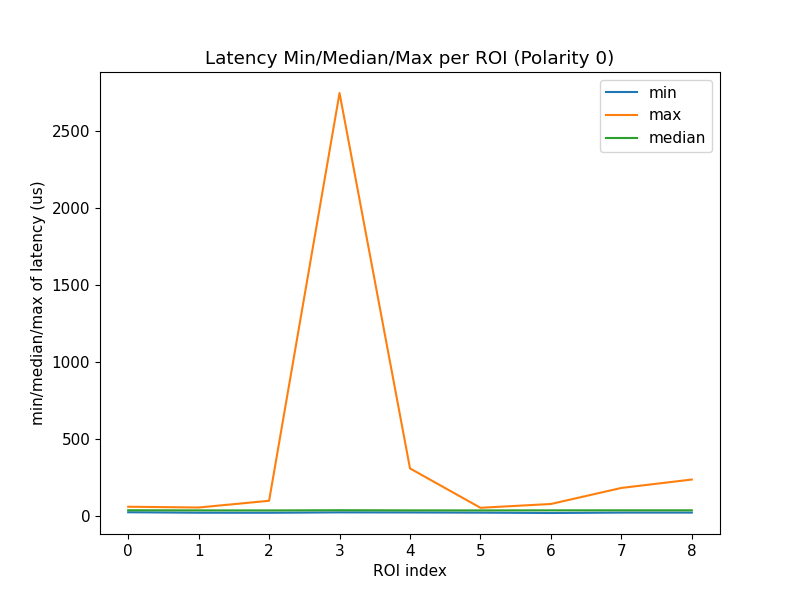 Latency Min/Median/Max per ROI (Polarity 0)
min
max
median
min/median/max of latency (us)
2500
2000
1500
1000
500
0
0 1 2 3 4 5 6 7 8
ROI index